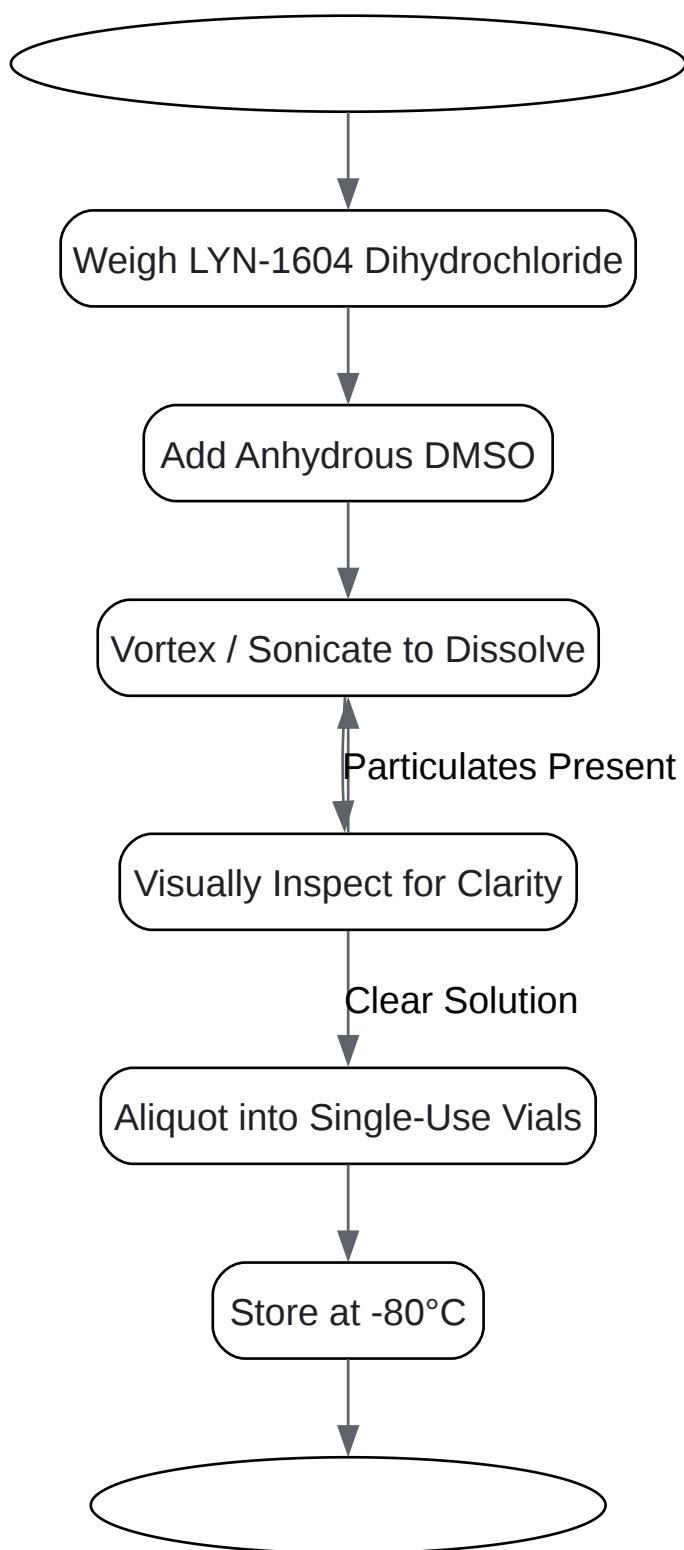 Weigh LYN-1604 Dihydrochloride
Add Anhydrous DMSO
Vortex / Sonicate to Dissolve
Particulates Present
Visually Inspect for Clarity
Clear Solution
Aliquot into Single-Use Vials
Store at -80°C